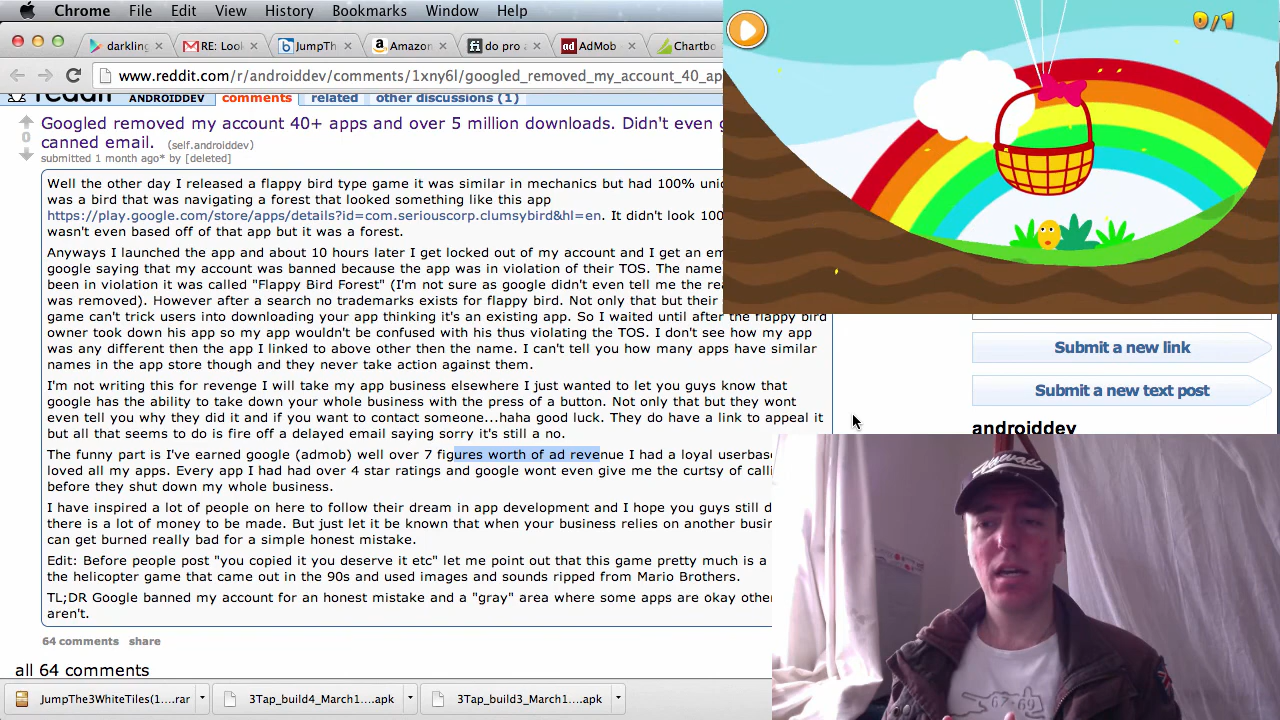 Chrome File Edit View History Bookmarks Window Help
darkling RE: Lool JumpTh Amazon do pro AdMob Chartbo
www.reddit.com/r/androiddev/comments/1xny6l/googled_removed_my_account_40_ap
reddit ANDROIDDEV comments related other discussions (1)
Googled removed my account 40+ apps and over 5 million downloads. Didn't even g
canned email. (self.androiddev)
0
submitted 1 month ago* by [deleted]
Well the other day I released a flappy bird type game it was similar in mechanics but had 100% uni
was a bird that was navigating a forest that looked something like this app
https://play.google.com/store/apps/details?id=com.seriouscorp.clumsybird&hl=en. It didn't look 100
wasn't even based off of that app but it was a forest.
Anyways I launched the app and about 10 hours later I get locked out of my account and I get an em
google saying that my account was banned because the app was in violation of their TOS. The name
been in violation it was called "Flappy Bird Forest" (I'm not sure as google didn't even tell me the rea
was removed). However after a search no trademarks exists for flappy bird. Not only that but their
game can't trick users into downloading your app thinking it's an existing app. So I waited until after the flappy bird
owner took down his app so my app wouldn't be confused with his thus violating the TOS. I don't see how my app
was any different then the app I linked to above other then the name. I can't tell you how many apps have similar
names in the app store though and they never take action against them.
I'm not writing this for revenge I will take my app business elsewhere I just wanted to let you guys know that
google has the ability to take down your whole business with the press of a button. Not only that but they wont
even tell you why they did it and if you want to contact someone...haha good luck. They do have a link to appeal it
but all that seems to do is fire off a delayed email saying sorry it's still a no.
The funny part is I've earned google (admob) well over 7 figures worth of ad revenue I had a loyal userbase
loved all my apps. Every app I had had over 4 star ratings and google wont even give me the curtsy of calli
before they shut down my whole business.
I have inspired a lot of people on here to follow their dream in app development and I hope you guys still d
there is a lot of money to be made. But just let it be known that when your business relies on another busin
can get burned really bad for a simple honest mistake.
Edit: Before people post "you copied it you deserve it etc" let me point out that this game pretty much is a
the helicopter game that came out in the 90s and used images and sounds ripped from Mario Brothers.
TL;DR Google banned my account for an honest mistake and a "gray" area where some apps are okay other
aren't.
64 comments share
all 64 comments
JumpThe3WhiteTiles(1....rar 3Tap_build4_March1....apk 3Tap_build3_March1....apk
0/1
Submit a new link
Submit a new text post
androiddev
67-69